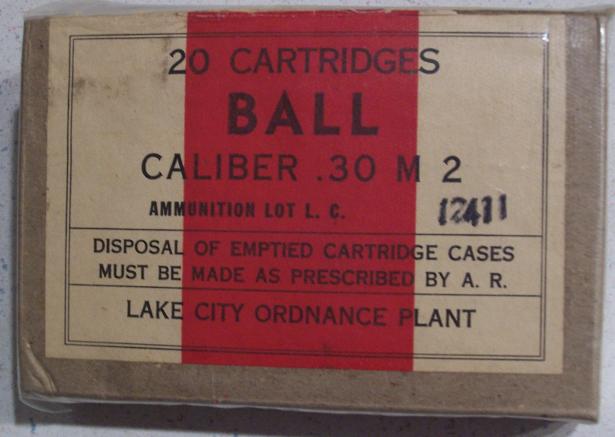 20 CARTRIDGES
BALL
CALIBER .30 M 2
AMMUNITION LOT L. C. 12411
DISPOSAL OF EMPTIED CARTRIDGE CASES
MUST BE MADE AS PRESCRIBED BY A. R.
LAKE CITY ORDNANCE PLANT